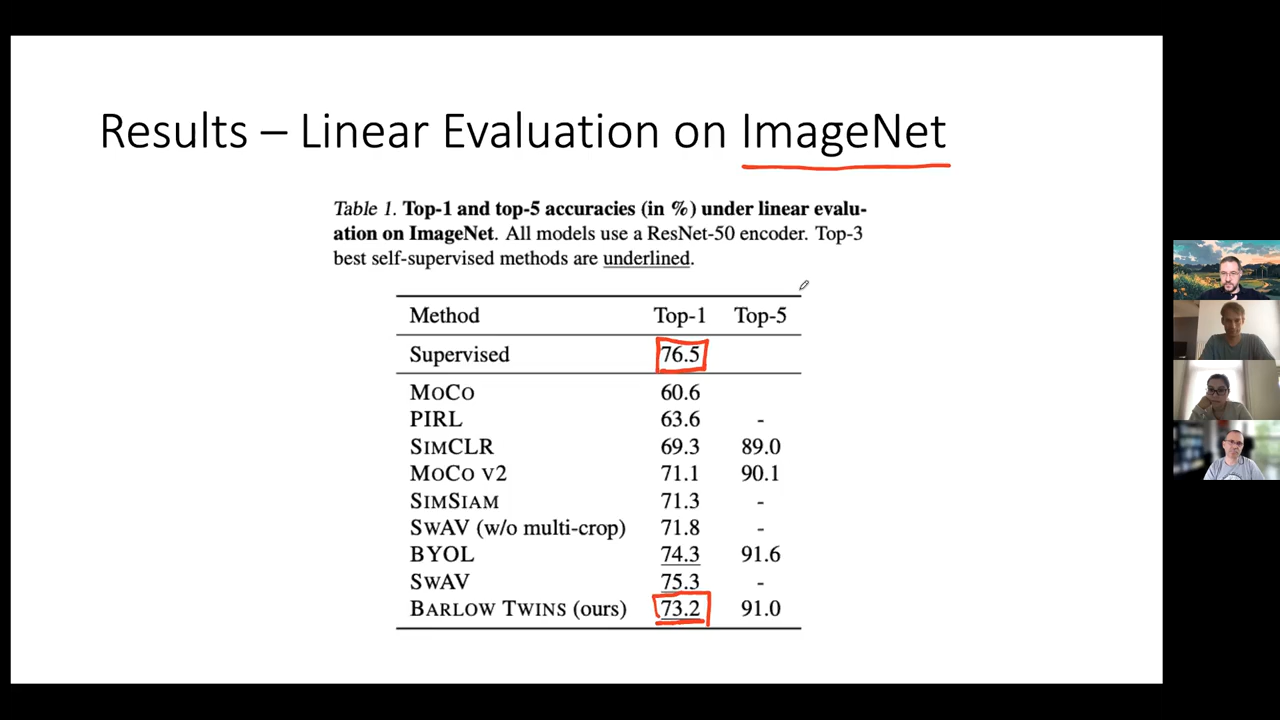 Results – Linear Evaluation on ImageNet
Table 1. Top-1 and top-5 accuracies (in %) under linear evalu-
ation on ImageNet. All models use a ResNet-50 encoder. Top-3
best self-supervised methods are underlined.
Method Top-1 Top-5
Supervised 76.5
MoCo 60.6
PIRL 63.6 -
SimCLR 69.3 89.0
MoCo v2 71.1 90.1
SimSiam 71.3 -
SwAV (w/o multi-crop) 71.8 -
BYOL 74.3 91.6
SwAV 75.3 -
Barlow Twins (ours) 73.2 91.0